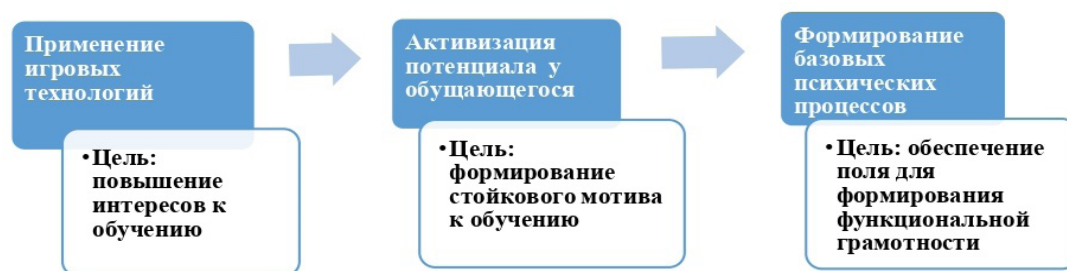 Применение
игровых
технологий
•Цель:
повышение
интересов к
обучению
Активизация
потенциала у
обущающегося
•Цель:
формирование
стойкового мотива
к обучению
Формирование
базовых
психических
процессов
•Цель: обеспечение
поля для
формирования
функциональной
грамотности